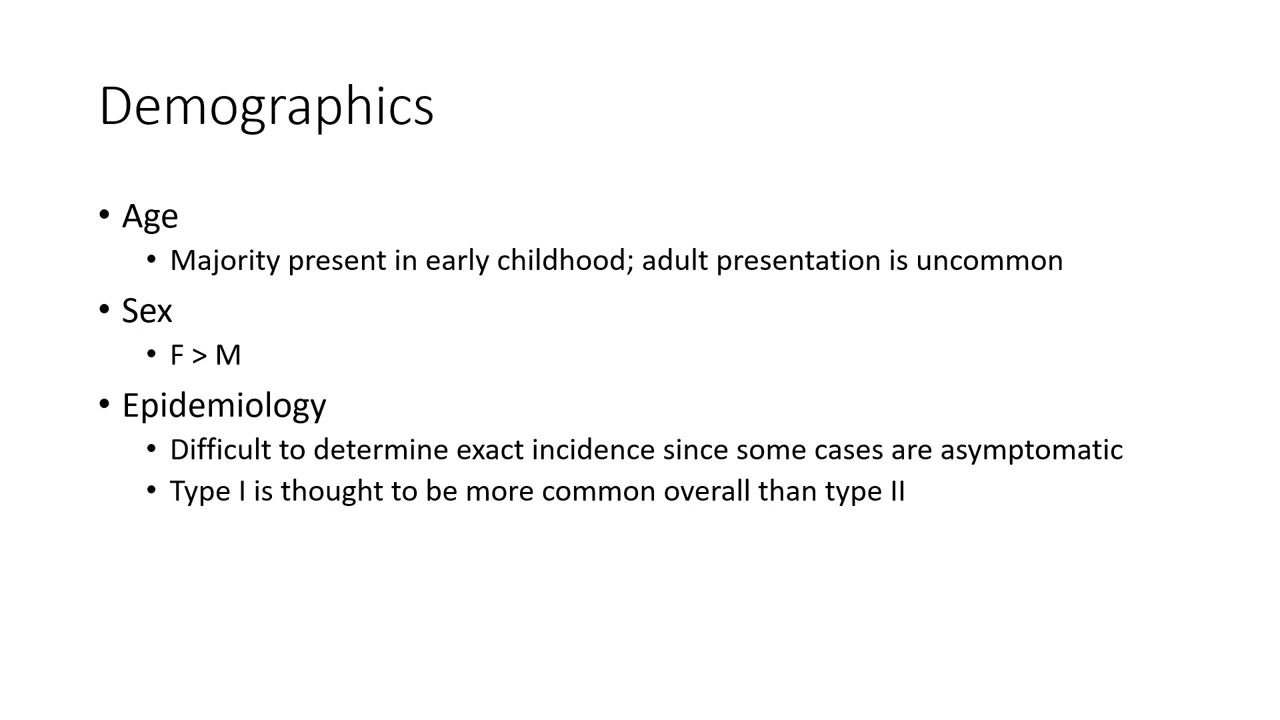 Demographics
• Age
• Majority present in early childhood; adult presentation is uncommon
• Sex
• F > M
• Epidemiology
• Difficult to determine exact incidence since some cases are asymptomatic
• Type I is thought to be more common overall than type II